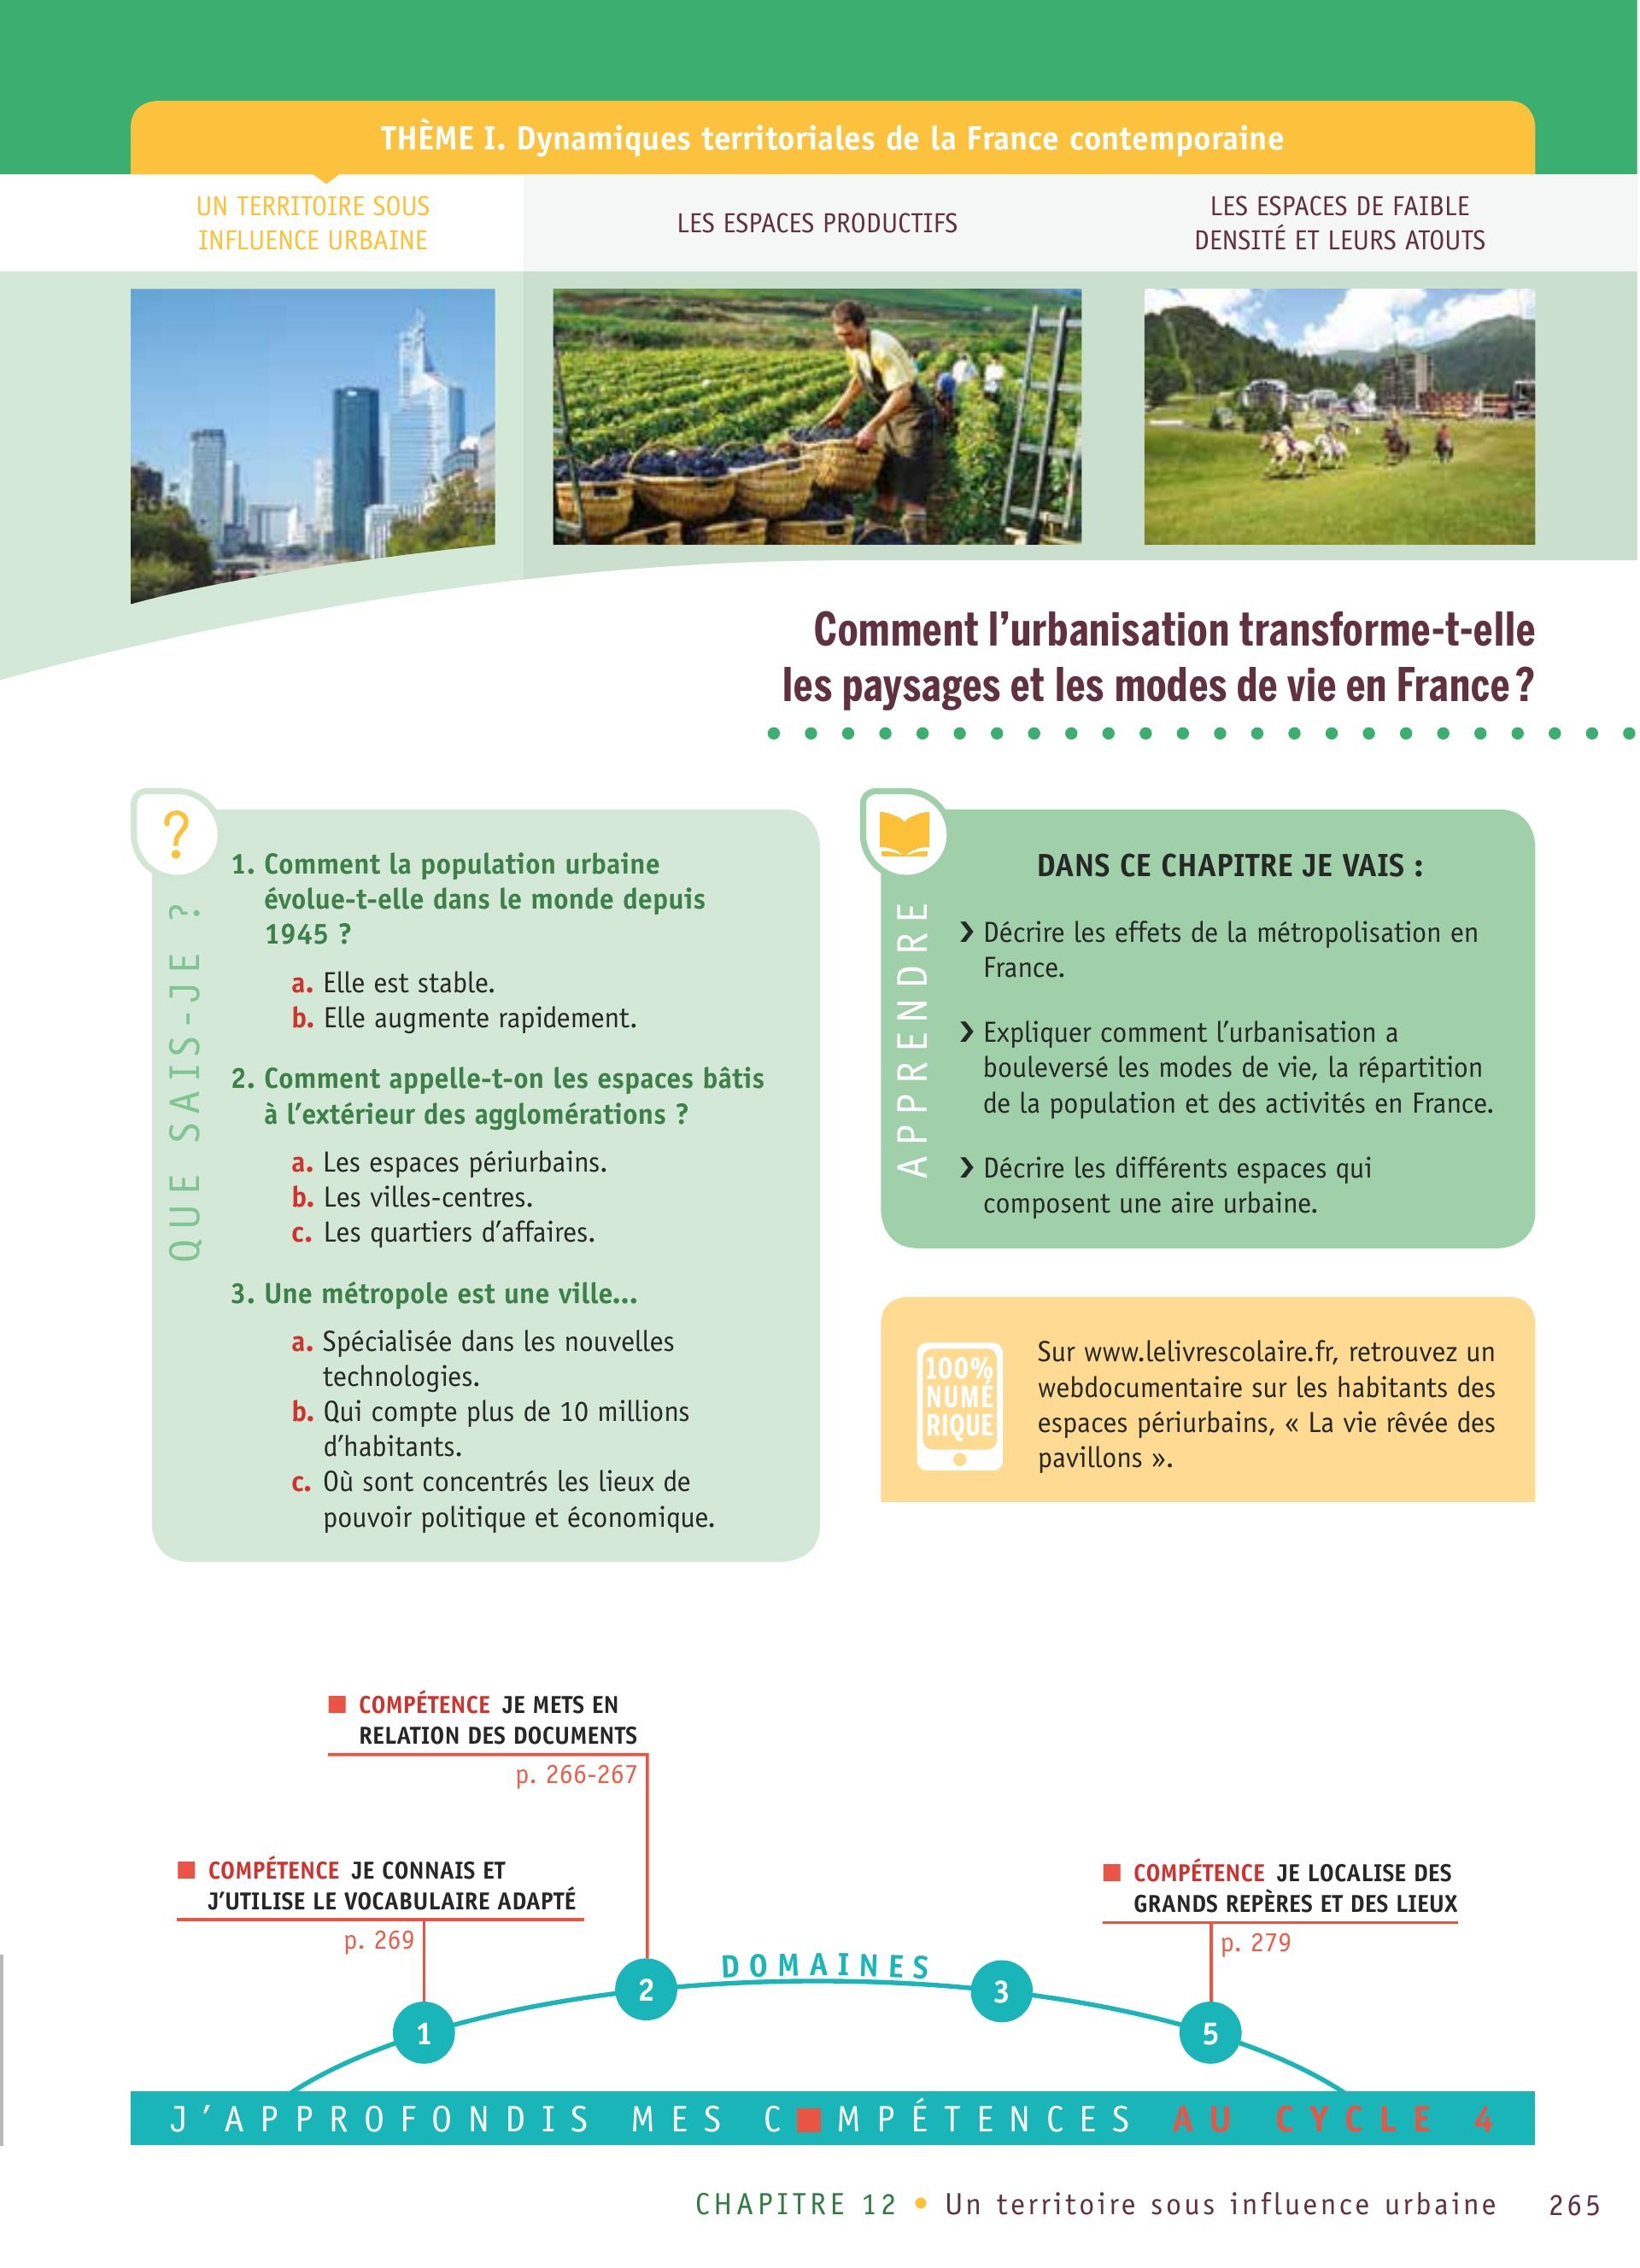 THÈME I. Dynamiques territoriales de la France contemporaine
UN TERRITOIRE SOUS
INFLUENCE URBAINE
LES ESPACES PRODUCTIFS
LES ESPACES DE FAIBLE
DENSITÉ ET LEURS ATOUTS
Comment l’urbanisation transforme-t-elle
les paysages et les modes de vie en France ?
?
QUE SAIS-JE ?
1. Comment la population urbaine
évolue-t-elle dans le monde depuis
1945 ?
a. Elle est stable.
b. Elle augmente rapidement.
2. Comment appelle-t-on les espaces bâtis
à l’extérieur des agglomérations ?
a. Les espaces périurbains.
b. Les villes-centres.
c. Les quartiers d’affaires.
3. Une métropole est une ville...
a. Spécialisée dans les nouvelles
technologies.
b. Qui compte plus de 10 millions
d’habitants.
c. Où sont concentrés les lieux de
pouvoir politique et économique.
APPRENDRE
DANS CE CHAPITRE JE VAIS :
❯ Décrire les effets de la métropolisation en
France.
❯ Expliquer comment l’urbanisation a
bouleversé les modes de vie, la répartition
de la population et des activités en France.
❯ Décrire les différents espaces qui
composent une aire urbaine.
100%
NUMÉ
RIQUE
Sur www.lelivrescolaire.fr, retrouvez un
webdocumentaire sur les habitants des
espaces périurbains, « La vie rêvée des
pavillons ».
■ COMPÉTENCE JE METS EN
RELATION DES DOCUMENTS
p. 266-267
■ COMPÉTENCE JE CONNAIS ET
J’UTILISE LE VOCABULAIRE ADAPTÉ
p. 269
■ COMPÉTENCE JE LOCALISE DES
GRANDS REPÈRES ET DES LIEUX
p. 279
DOMAINES
1
2
3
5
J’APPROFONDIS MES C■MPÉTENCES AU CYCLE 4
CHAPITRE 12 • Un territoire sous influence urbaine 265